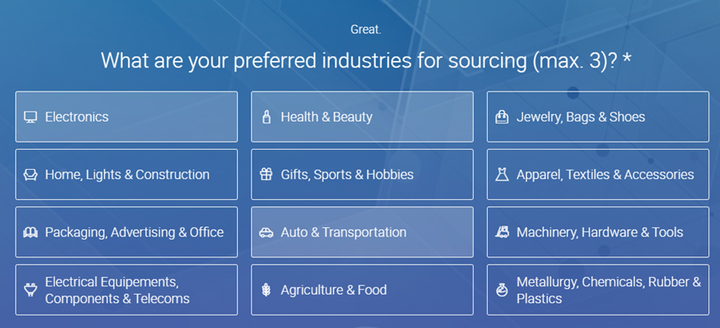 Great.
What are your preferred industries for sourcing (max. 3)? *
Electronics
Health & Beauty
Jewelry, Bags & Shoes
Home, Lights & Construction
Gifts, Sports & Hobbies
Apparel, Textiles & Accessories
Packaging, Advertising & Office
Auto & Transportation
Machinery, Hardware & Tools
Electrical Equipements,
Components & Telecoms
Agriculture & Food
Metallurgy, Chemicals, Rubber &
Plastics